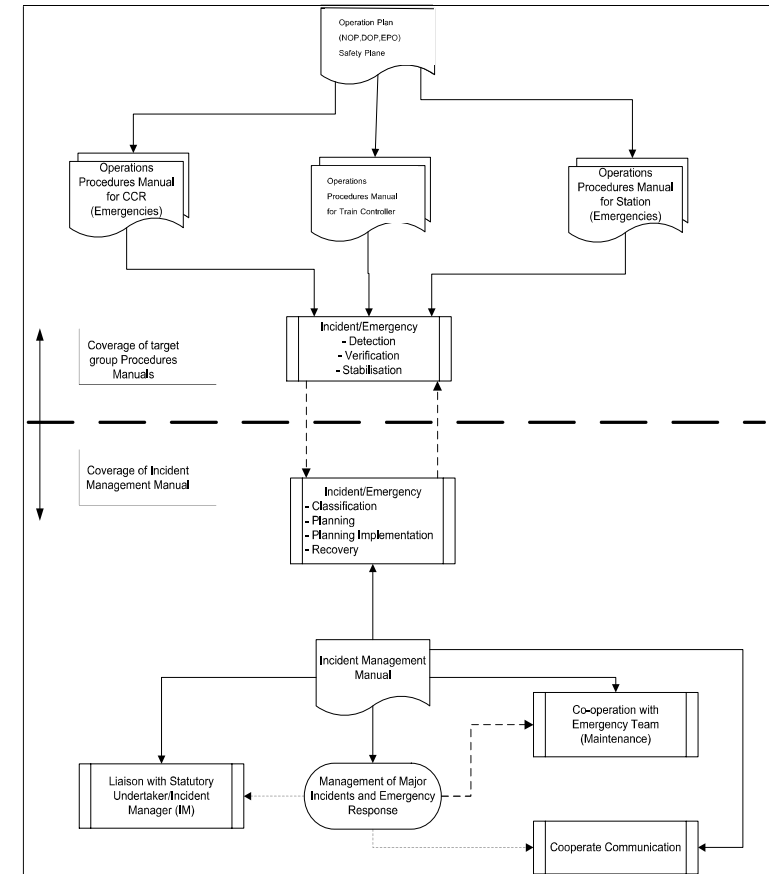 Operation Plan
(NOP,DOP,EPO)
Safety Plane
Operations
Procedures Manual
for CCR
(Emergencies)
Operations
Procedures Manual
for Train Controller
Operations
Procedures Manual
for Station
(Emergencies)
Incident/Emergency
- Detection
- Verification
- Stabilisation
Coverage of target
group Procedures
Manuals
Coverage of Incident
Management Manual
Incident/Emergency
- Classification
- Planning
- Planning Implementation
- Recovery
Incident Management
Manual
Co-operation with
Emergency Team
(Maintenance)
Liaison with Statutory
Undertaker/Incident
Manager (IM)
Management of Major
Incidents and Emergency
Response
Cooperate Communication